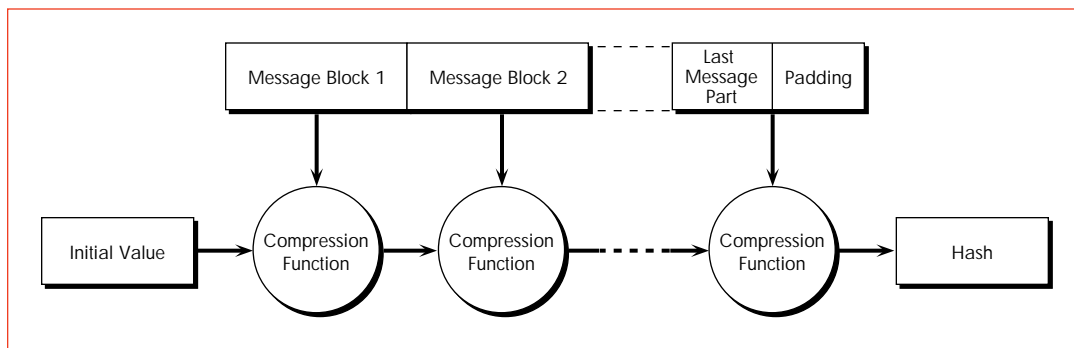 Message Block 1
Message Block 2
Last
Message
Part
Padding
Initial Value
Compression
Function
Compression
Function
Compression
Function
Hash